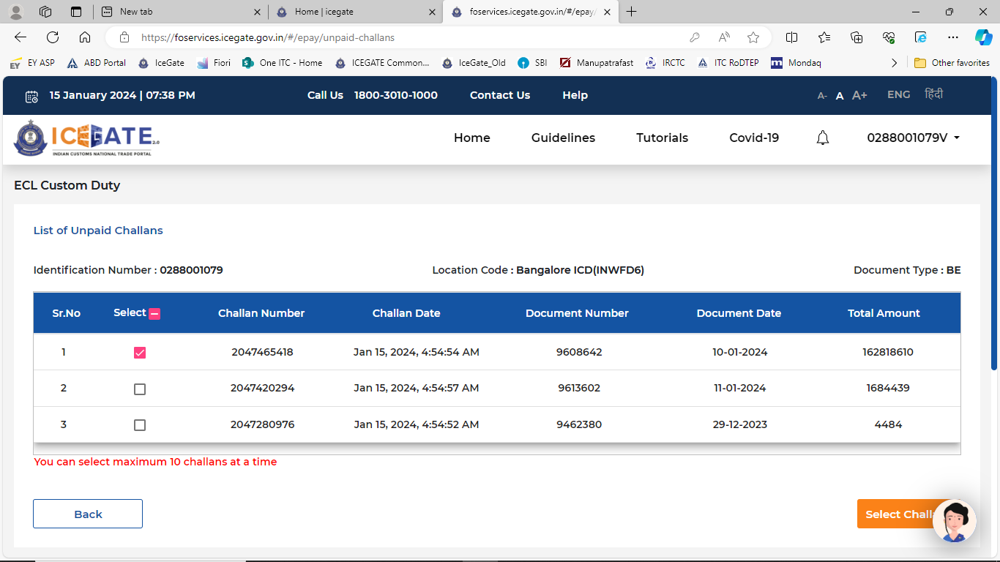 New tab
Home | icegate
foservices.icegate.gov.in/#/epay/
https://foservices.icegate.gov.in/#/epay/unpaid-challans
EY EY ASP ABD Portal IceGate Fiori One ITC - Home ICEGATE Common... IceGate_Old SBI Manupatrafast IRCTC ITC RoDTEP Mondaq Other favorites
15 January 2024 | 07:38 PM Call Us 1800-3010-1000 Contact Us Help A- A A+ ENG हिंदी
ICEGATE 2.0
INDIAN CUSTOMS NATIONAL TRADE PORTAL
Home Guidelines Tutorials Covid-19 0288001079V
ECL Custom Duty
List of Unpaid Challans
Identification Number : 0288001079 Location Code : Bangalore ICD(INWFD6) Document Type : BE
Sr.No Select Challan Number Challan Date Document Number Document Date Total Amount
1 2047465418 Jan 15, 2024, 4:54:54 AM 9608642 10-01-2024 162818610
2 2047420294 Jan 15, 2024, 4:54:57 AM 9613602 11-01-2024 1684439
3 2047280976 Jan 15, 2024, 4:54:52 AM 9462380 29-12-2023 4484
You can select maximum 10 challans at a time
Back Select Chall